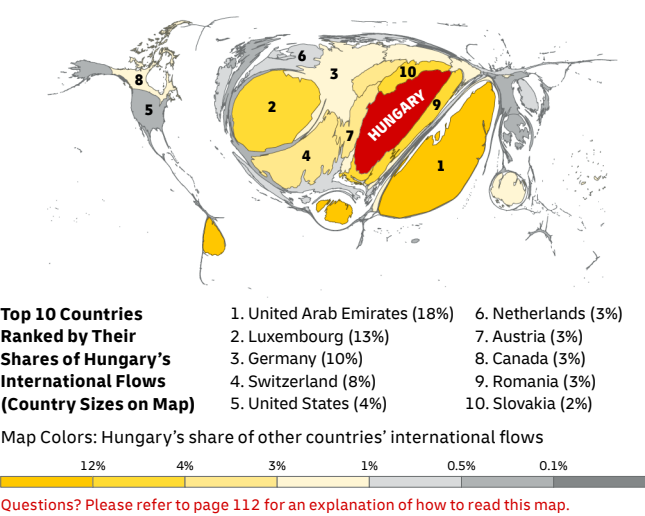 6
8
3
10
2
HUNGARY
9
5
7
4
1
Top 10 Countries
Ranked by Their
Shares of Hungary's
International Flows
(Country Sizes on Map)
1. United Arab Emirates (18%)
2. Luxembourg (13%)
3. Germany (10%)
4. Switzerland (8%)
5. United States (4%)
6. Netherlands (3%)
7. Austria (3%)
8. Canada (3%)
9. Romania (3%)
10. Slovakia (2%)
Map Colors: Hungary's share of other countries' international flows
12% 4% 3% 1% 0.5% 0.1%
Questions? Please refer to page 112 for an explanation of how to read this map.